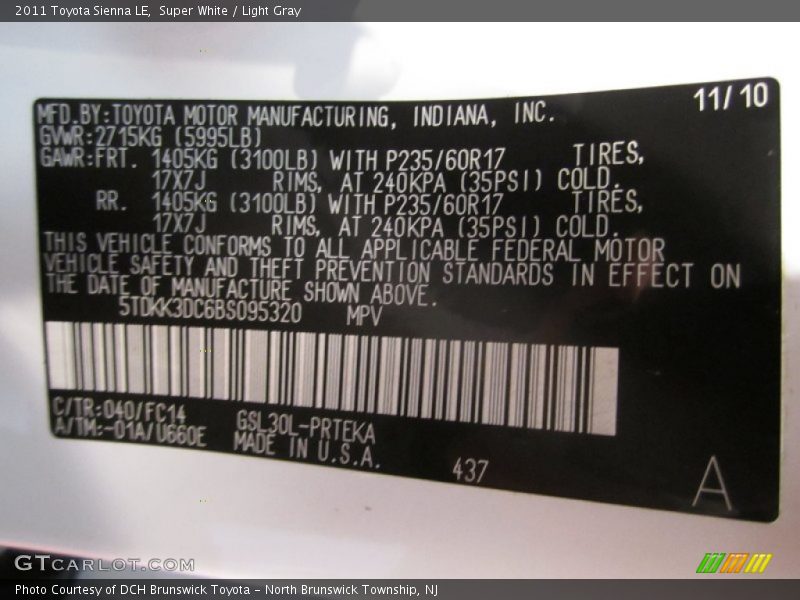 2011 Toyota Sienna LE,  Super White / Light Gray
11/10
MFD.BY:TOYOTA MOTOR MANUFACTURING, INDIANA, INC.
GVWR:2715KG (5995LB)
GAWR:FRT. 1405KG (3100LB) WITH P235/60R17 TIRES,
17X7J RIMS, AT 240KPA (35PSI) COLD.
RR. 1405KG (3100LB) WITH P235/60R17 TIRES,
17X7J RIMS, AT 240KPA (35PSI) COLD.
THIS VEHICLE CONFORMS TO ALL APPLICABLE FEDERAL MOTOR
VEHICLE SAFETY AND THEFT PREVENTION STANDARDS IN EFFECT ON
THE DATE OF MANUFACTURE SHOWN ABOVE.
5TDKK3DC6BS095320 MPV
C/TR:040/FC14 GSL30L-PRTEKA
A/TM:-01A/U660E MADE IN U.S.A.
437
A
GTCARLOT.COM
Photo Courtesy of DCH Brunswick Toyota – North Brunswick Township, NJ